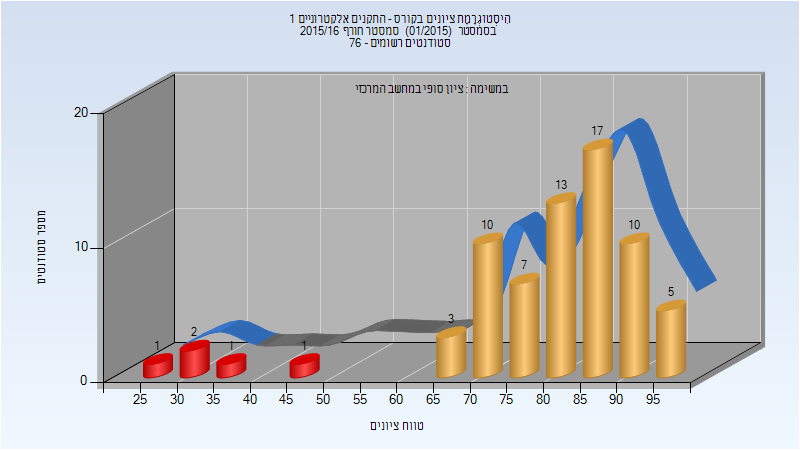 היסטוגרמת ציונים בקורס - התקנים אלקטרוניים 1
בסמסטר (01/2015) סמסטר חורף 2015/16
סטודנטים רשומים - 76
במשימה : ציון סופי במחשב המרכזי
מספר סטודנטים
20
10
0
1
2
1
1
3
10
7
13
17
10
5
25 30 35 40 45 50 55 60 65 70 75 80 85 90 95
טווח ציונים